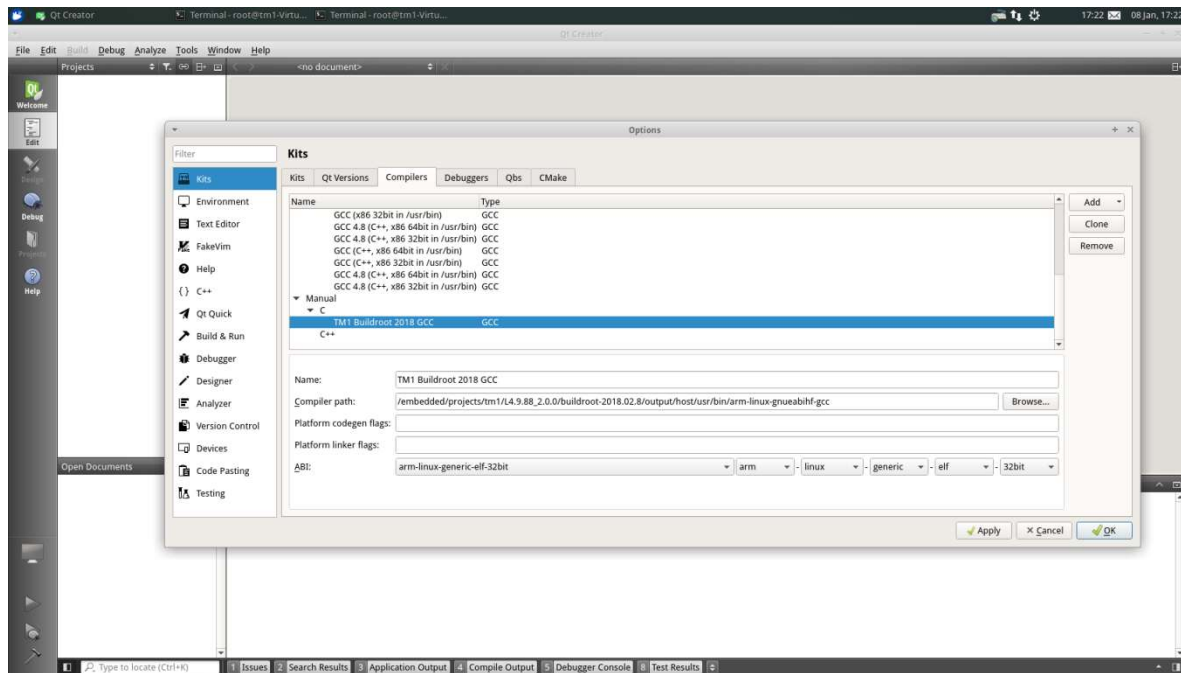 Qt Creator Terminal - root@tm1-Virtu... Terminal - root@tm1-Virtu... 17:22 08 Jan, 17:22
Qt Creator
File Edit Build Debug Analyze Tools Window Help
Projects <no document>
Welcome
Edit
Design
Debug
Projects
Help
Options
Filter
Kits
Environment
Text Editor
FakeVim
Help
{} C++
Qt Quick
Build & Run
Debugger
Designer
Analyzer
Version Control
Devices
Code Pasting
Testing
Kits
Kits Qt Versions Compilers Debuggers Qbs CMake
Name Type
GCC (x86 32bit in /usr/bin) GCC
GCC 4.8 (C++, x86 64bit in /usr/bin) GCC
GCC 4.8 (C++, x86 32bit in /usr/bin) GCC
GCC (C++, x86 64bit in /usr/bin) GCC
GCC (C++, x86 32bit in /usr/bin) GCC
GCC 4.8 (C++, x86 64bit in /usr/bin) GCC
GCC 4.8 (C++, x86 32bit in /usr/bin) GCC
Manual
C
TM1 Buildroot 2018 GCC GCC
C++
Add
Clone
Remove
Name: TM1 Buildroot 2018 GCC
Compiler path: /embedded/projects/tm1/L4.9.88_2.0.0/buildroot-2018.02.8/output/host/usr/bin/arm-linux-gnueabihf-gcc Browse...
Platform codegen flags:
Platform linker flags:
ABI: arm-linux-generic-elf-32bit arm - linux - generic - elf - 32bit
Apply Cancel OK
Open Documents
Type to locate (Ctrl+K) 1 Issues 2 Search Results 3 Application Output 4 Compile Output 5 Debugger Console 8 Test Results